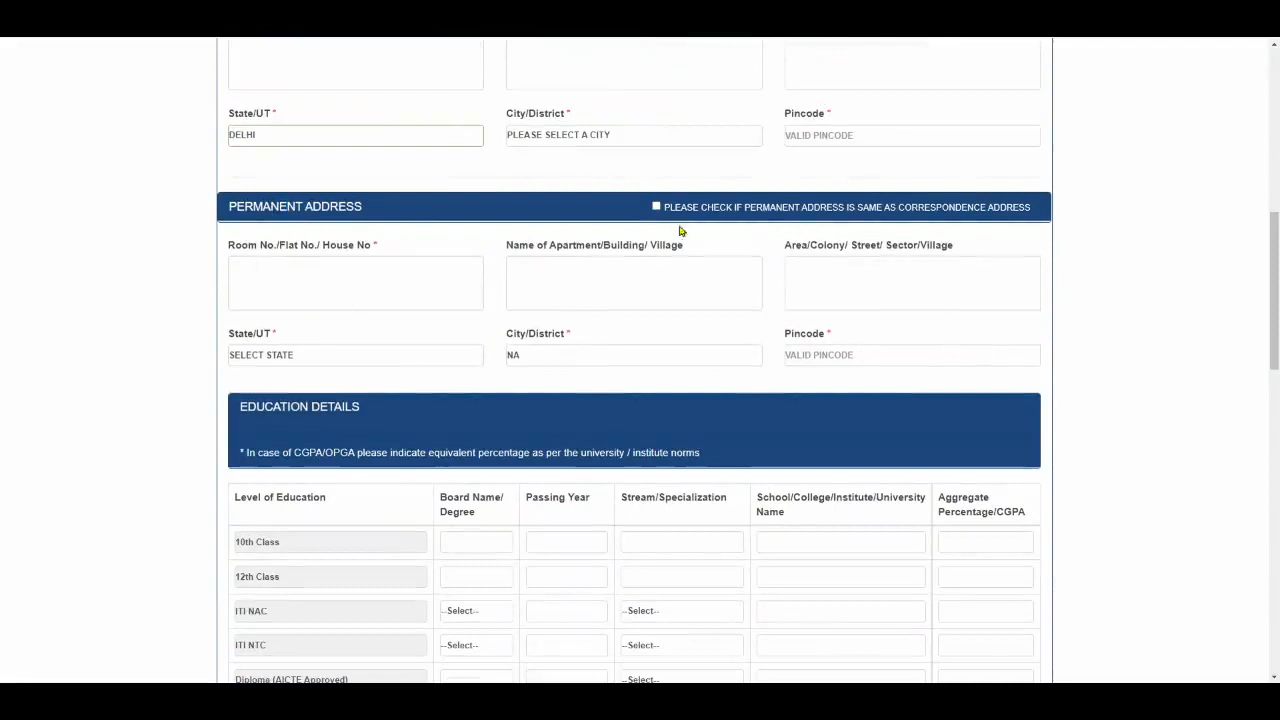 State/UT * City/District * Pincode *
DELHI PLEASE SELECT A CITY VALID PINCODE
PERMANENT ADDRESS PLEASE CHECK IF PERMANENT ADDRESS IS SAME AS CORRESPONDENCE ADDRESS
Room No./Flat No./ House No * Name of Apartment/Building/ Village Area/Colony/ Street/ Sector/Village
State/UT * City/District * Pincode *
SELECT STATE NA VALID PINCODE
EDUCATION DETAILS
* In case of CGPA/OPGA please indicate equivalent percentage as per the university / institute norms
Level of Education Board Name/ Degree Passing Year Stream/Specialization School/College/Institute/University Name Aggregate Percentage/CGPA
10th Class
12th Class
ITI NAC --Select-- --Select--
ITI NTC --Select-- --Select--
Diploma (AICTE Approved) --Select--